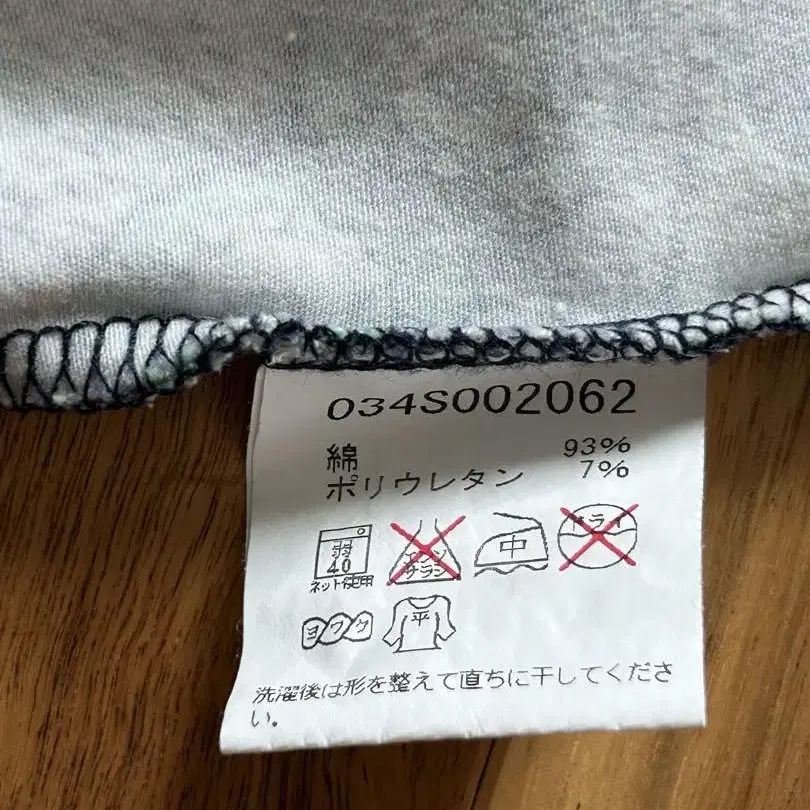 034S002062
綿 93%
ポリウレタン 7%
弱
40
ネット使用
エンソ
サラシ
中
ドライ
ヨワク
平
洗濯後は形を整えて直ちに干してくださ
い。